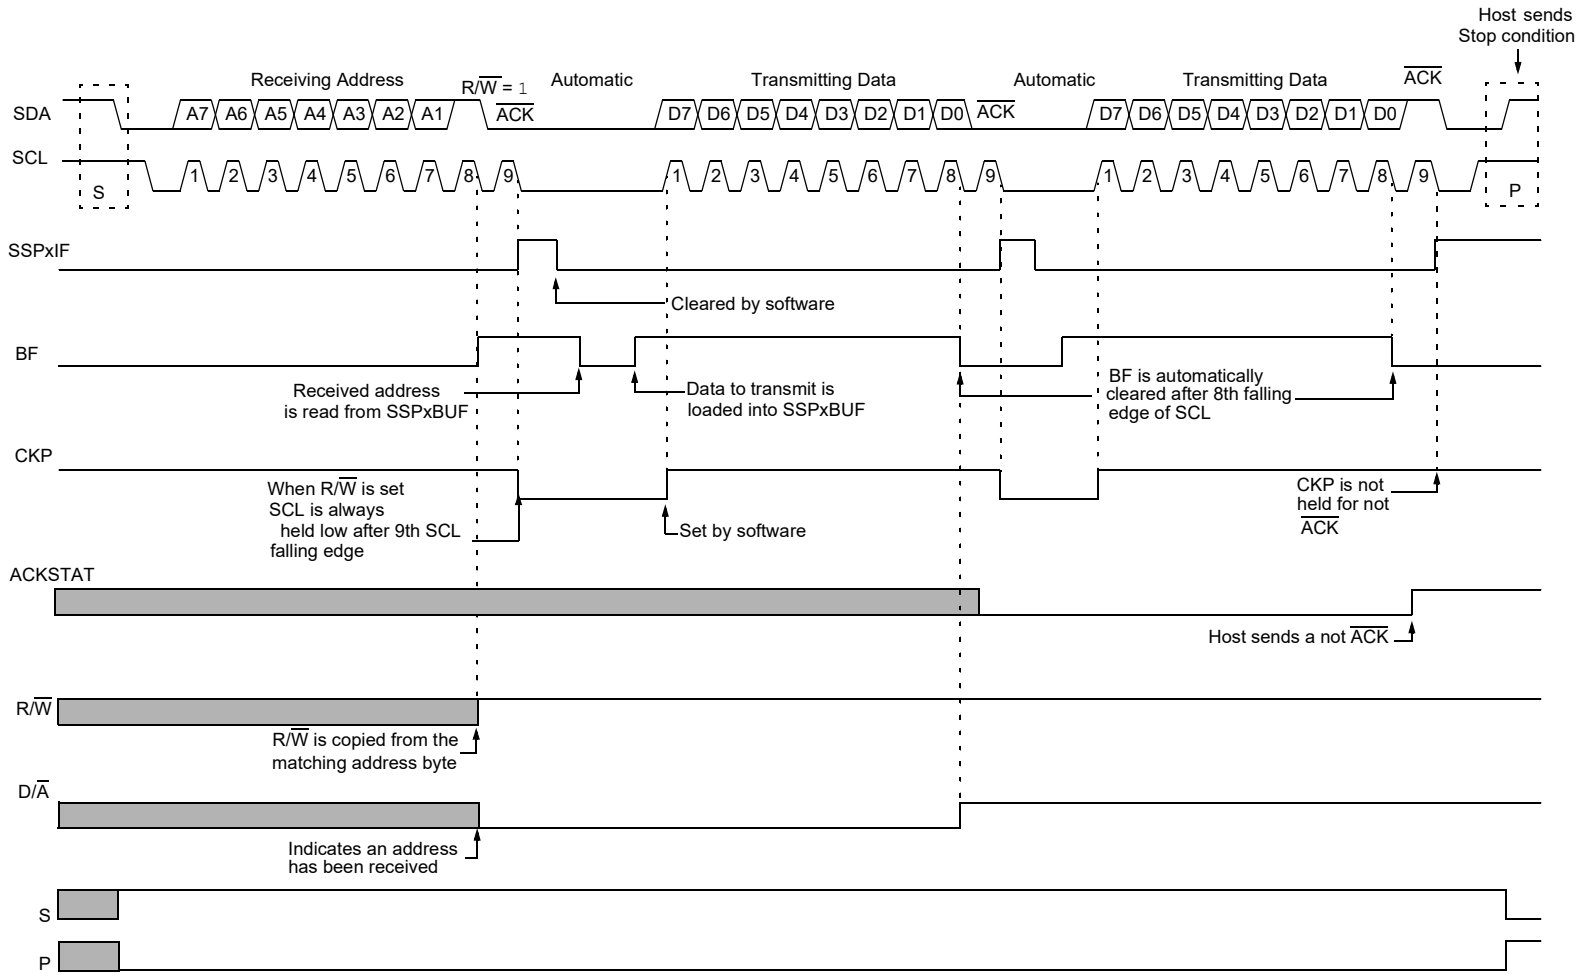 Host sends
Stop condition
Receiving Address
R/W = 1
Automatic
Transmitting Data
Automatic
Transmitting Data
ACK
SDA
A7 A6 A5 A4 A3 A2 A1
ACK
D7 D6 D5 D4 D3 D2 D1 D0
ACK
D7 D6 D5 D4 D3 D2 D1 D0
SCL
S
1 2 3 4 5 6 7 8 9
1 2 3 4 5 6 7 8 9
1 2 3 4 5 6 7 8 9
P
SSPxIF
Cleared by software
BF
Received address
is read from SSPxBUF
Data to transmit is
loaded into SSPxBUF
BF is automatically
cleared after 8th falling
edge of SCL
CKP
When R/W is set
SCL is always
held low after 9th SCL
falling edge
Set by software
CKP is not
held for not
ACK
ACKSTAT
Host sends a not ACK
R/W
R/W is copied from the
matching address byte
D/A
Indicates an address
has been received
S
P